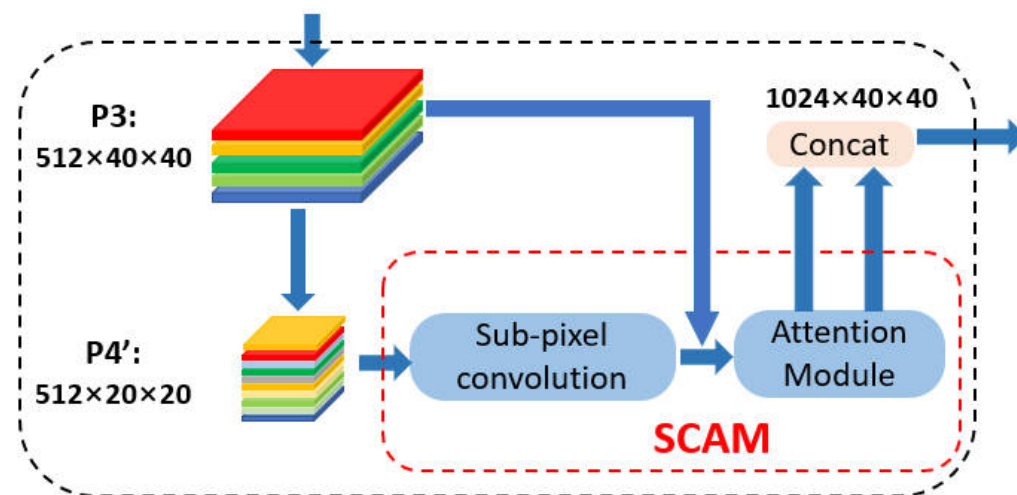 P3:
512×40×40
1024×40×40
Concat
P4’:
512×20×20
Sub-pixel
convolution
Attention
Module
SCAM